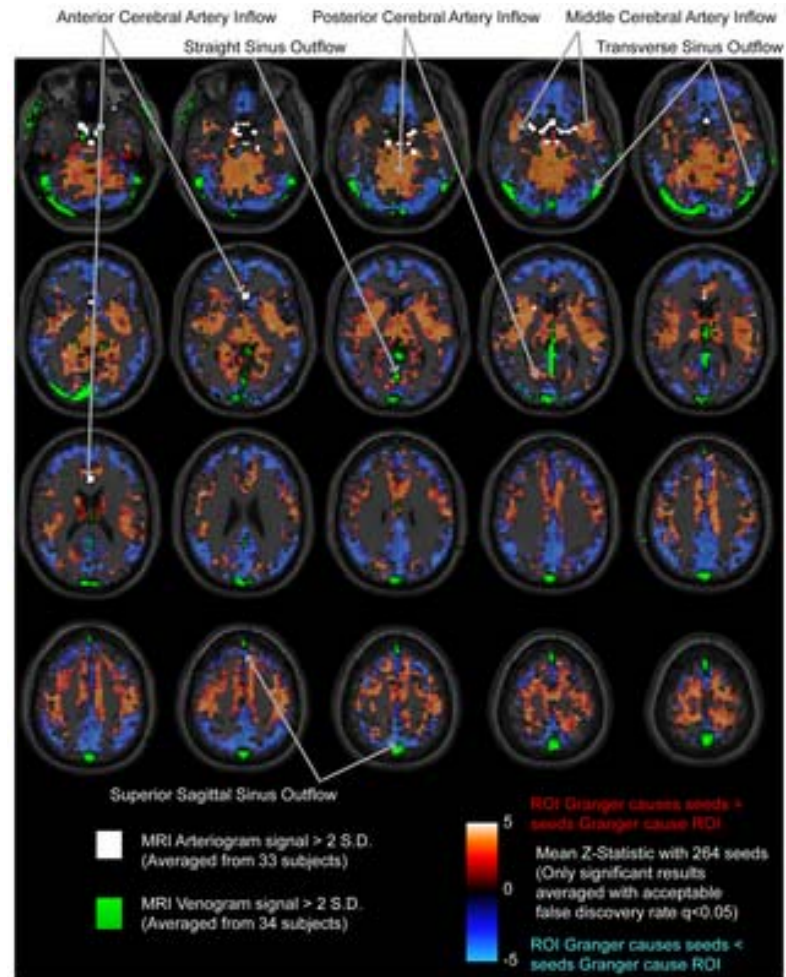 Anterior Cerebral Artery Inflow
Posterior Cerebral Artery Inflow
Middle Cerebral Artery Inflow
Straight Sinus Outflow
Transverse Sinus Outflow
Superior Sagittal Sinus Outflow
MRI Arteriogram signal > 2 S.D.
(Averaged from 33 subjects)
MRI Venogram signal > 2 S.D.
(Averaged from 34 subjects)
5
0
-5
ROI Granger causes seeds >
seeds Granger cause ROI
Mean Z-Statistic with 264 seeds
(Only significant results
averaged with acceptable
false discovery rate q<0.05)
ROI Granger causes seeds <
seeds Granger cause ROI